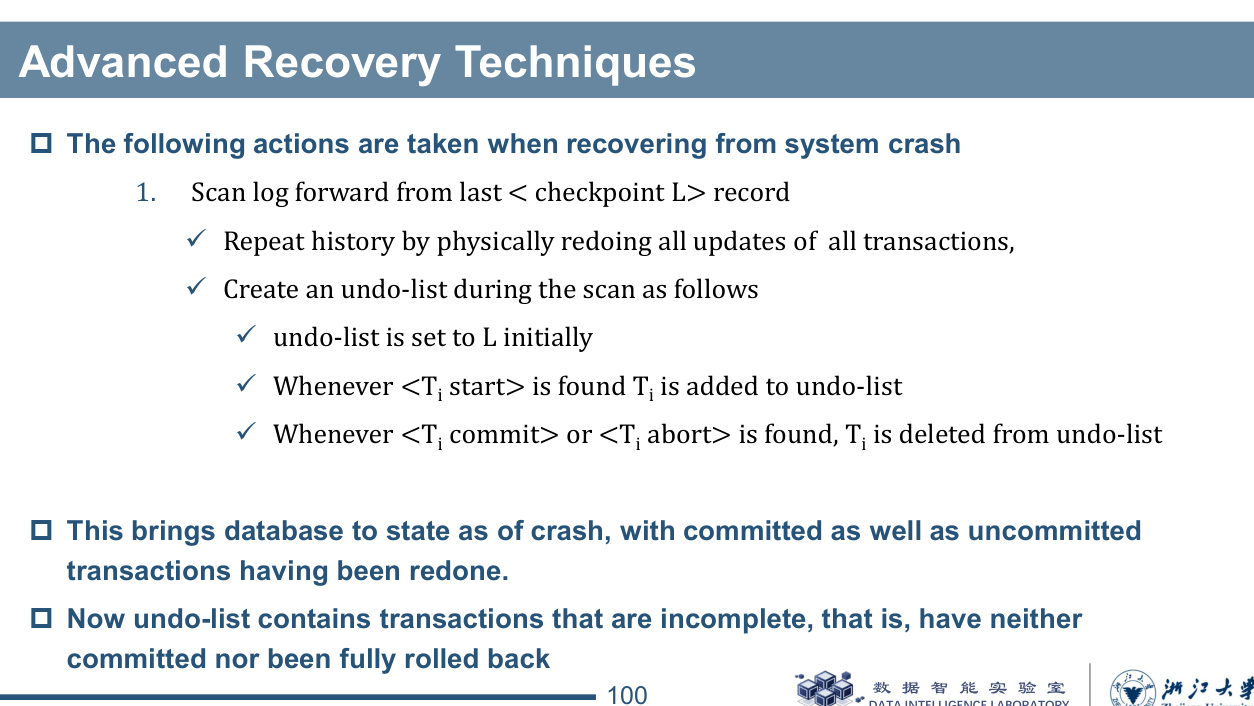 Advanced Recovery Techniques
The following actions are taken when recovering from system crash
1. Scan log forward from last < checkpoint L> record
✓ Repeat history by physically redoing all updates of all transactions,
✓ Create an undo-list during the scan as follows
✓ undo-list is set to L initially
✓ Whenever <Ti start> is found Ti is added to undo-list
✓ Whenever <Ti commit> or <Ti abort> is found, Ti is deleted from undo-list
This brings database to state as of crash, with committed as well as uncommitted
transactions having been redone.
Now undo-list contains transactions that are incomplete, that is, have neither
committed nor been fully rolled back
100
数据智能实验室
DATA INTELLIGENCE LABORATORY
浙江大学